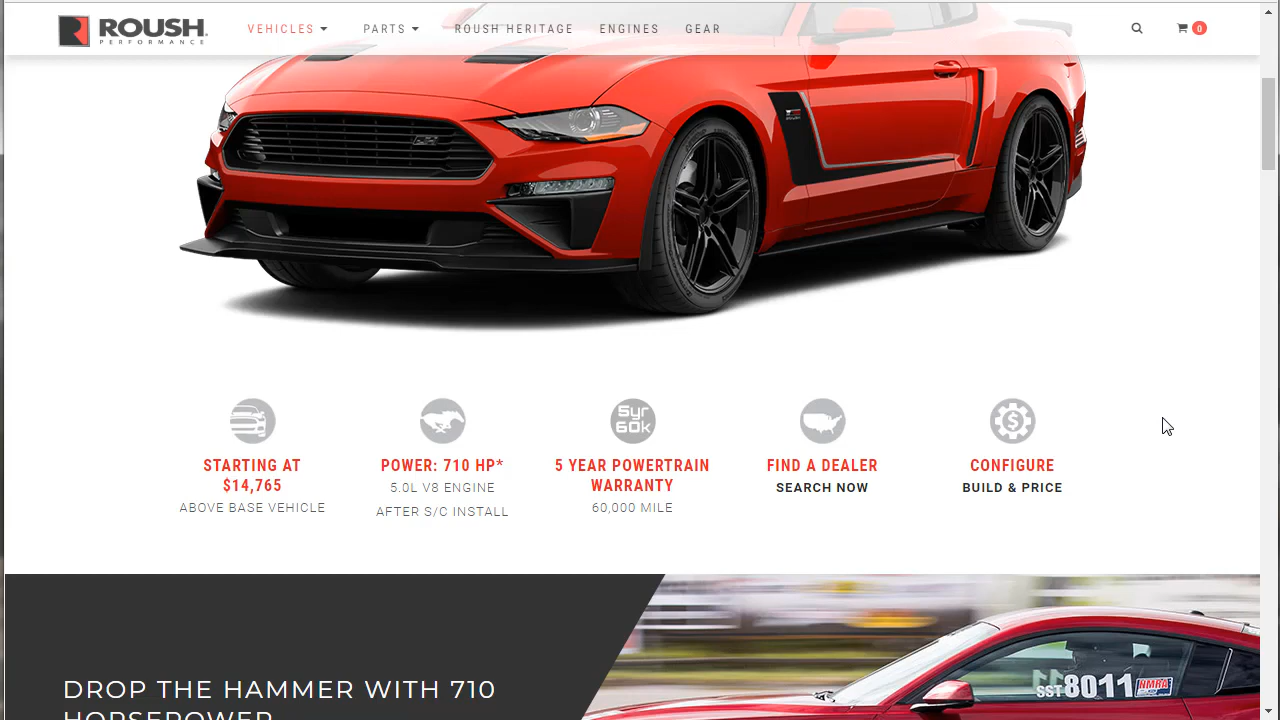 ROUSH
PERFORMANCE
VEHICLES
PARTS
ROUSH HERITAGE
ENGINES
GEAR
0
5yr
60k
STARTING AT
$14,765
ABOVE BASE VEHICLE
POWER: 710 HP*
5.0L V8 ENGINE
AFTER S/C INSTALL
5 YEAR POWERTRAIN
WARRANTY
60,000 MILE
FIND A DEALER
SEARCH NOW
$
CONFIGURE
BUILD & PRICE
DROP THE HAMMER WITH 710
HORSEPOWER
SST 8011 NMRA